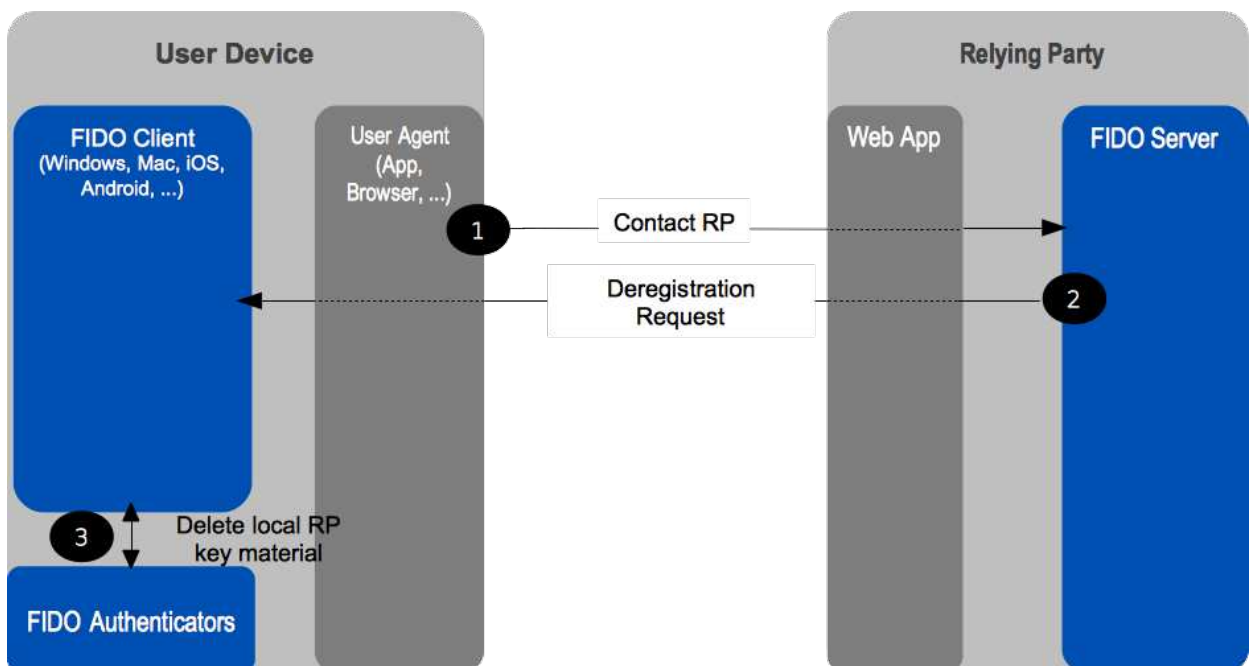 User Device
Relying Party
FIDO Client
(Windows, Mac, iOS,
Android, ...)
User Agent
(App,
Browser, ...)
Web App
FIDO Server
1
Contact RP
Deregistration
Request
2
3
Delete local RP
key material
FIDO Authenticators